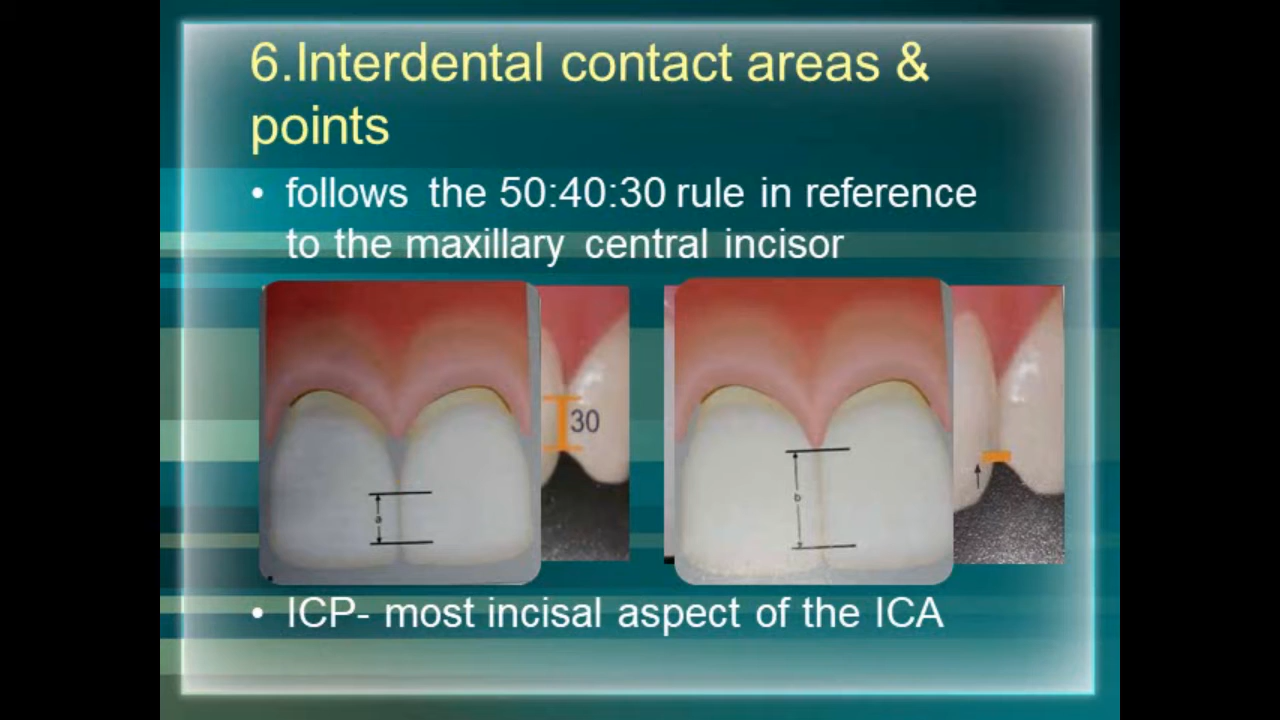 6.Interdental contact areas &
points
• follows the 50:40:30 rule in reference
to the maxillary central incisor
30
a
b
• ICP- most incisal aspect of the ICA